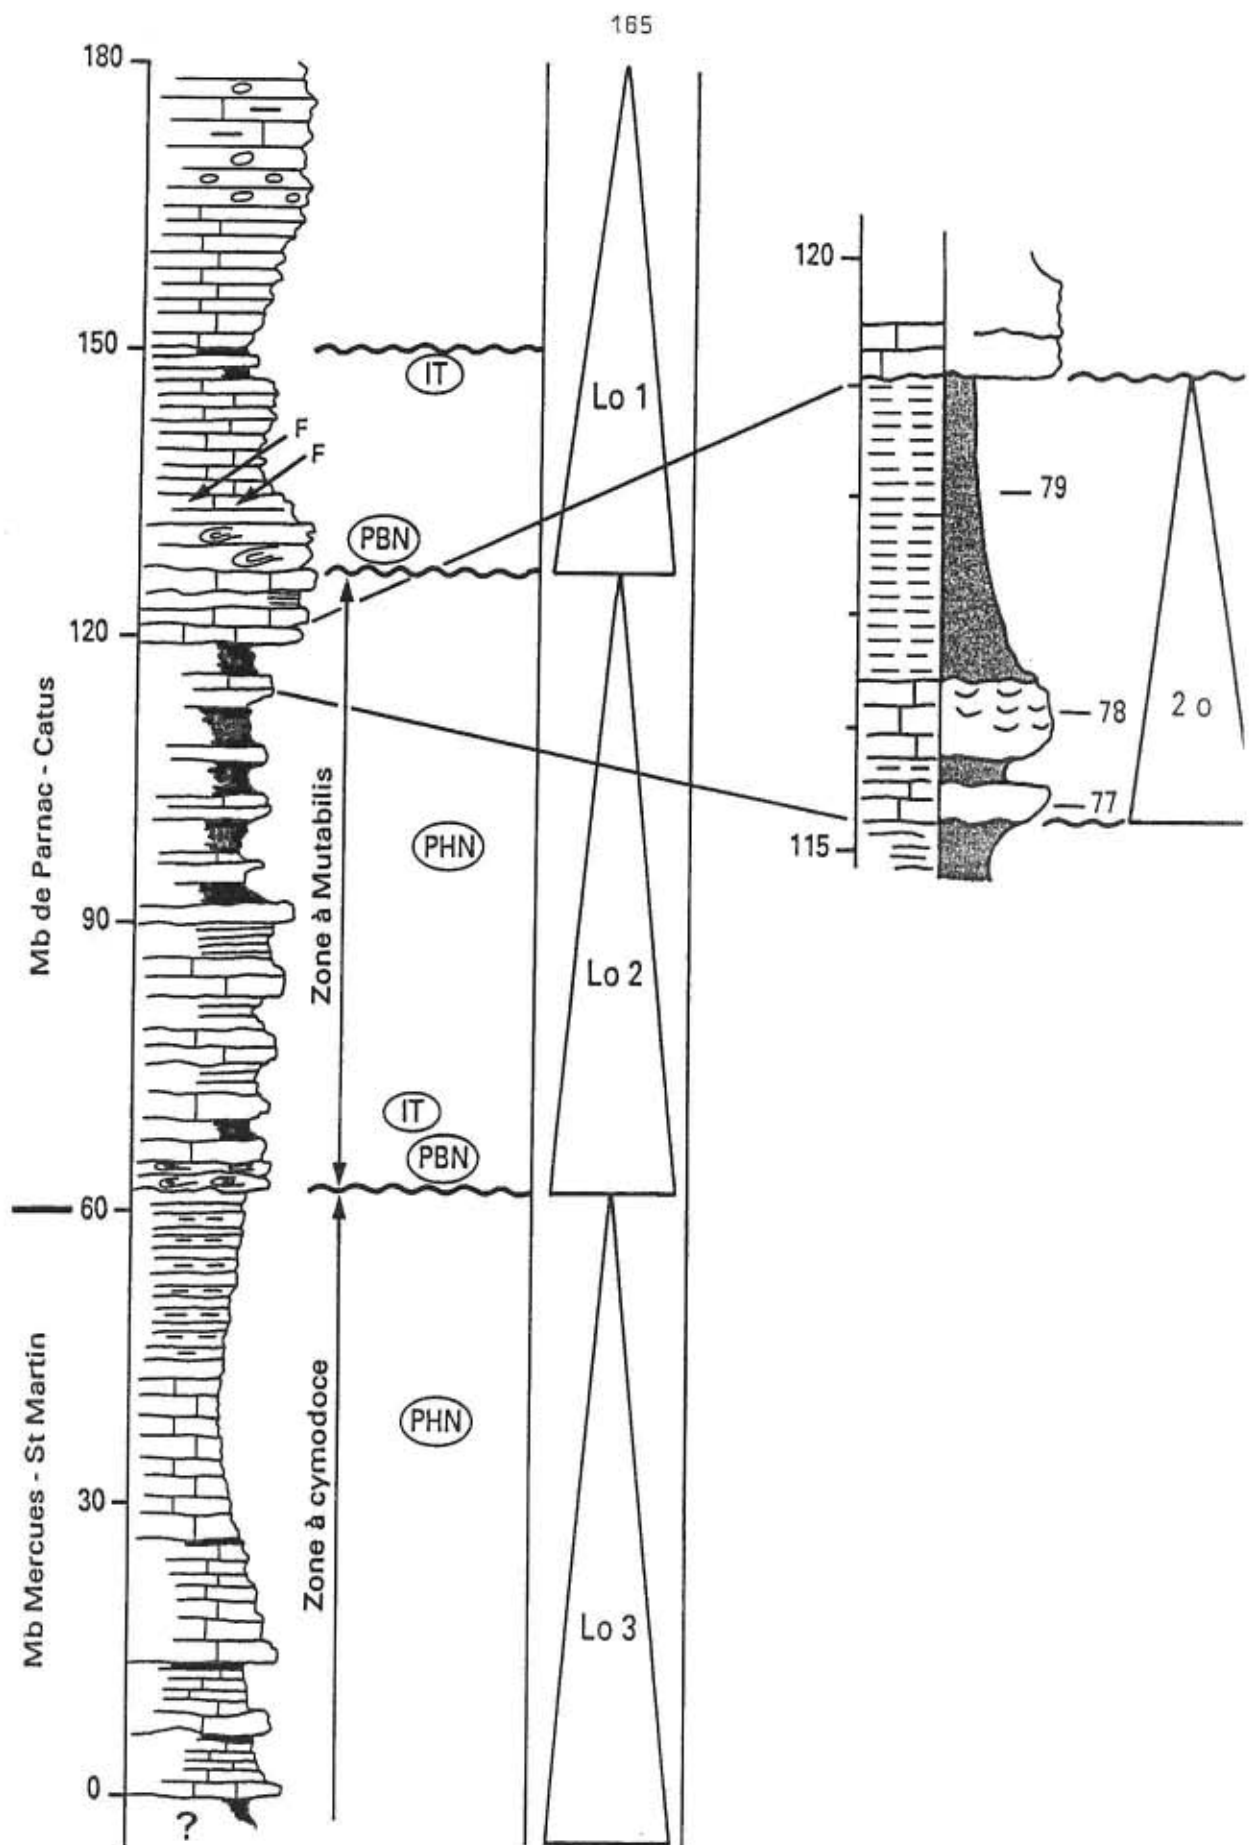 165
180
150
120
90
60
30
0
Mb de Parnac - Catus
Mb Mercues - St Martin
?
F
F
IT
PBN
PHN
IT
PBN
PHN
Zone à Mutabilis
Zone à cymodoce
Lo 1
Lo 2
Lo 3
120
115
79
78
77
2 o